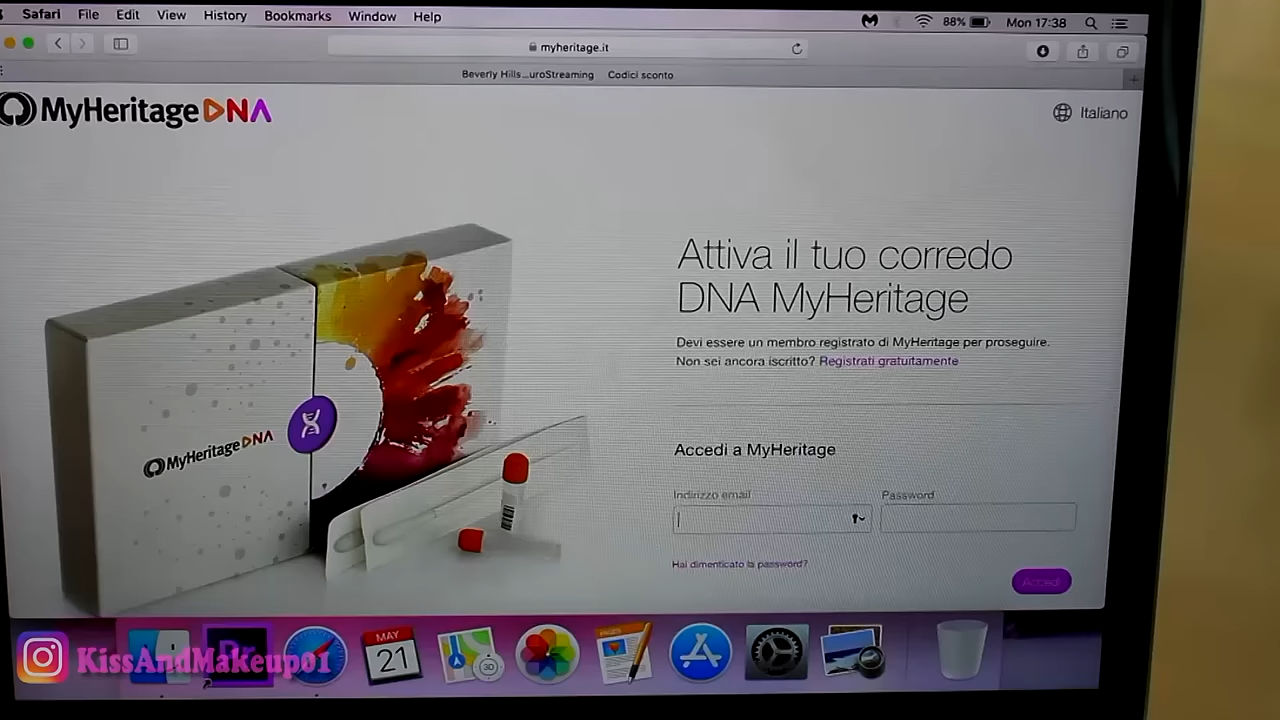 Safari File Edit View History Bookmarks Window Help 88% Mon 17:38
myheritage.it
Beverly Hills...uroStreaming Codici sconto
MyHeritage DNA
Italiano
Attiva il tuo corredo
DNA MyHeritage
Devi essere un membro registrato di MyHeritage per proseguire.
Non sei ancora iscritto? Registrati gratuitamente
MyHeritage DNA
Accedi a MyHeritage
Indirizzo email Password
Hai dimenticato la password?
Accedi
MAY
21
3D
PAGES
Pr
KissAndMakeup01